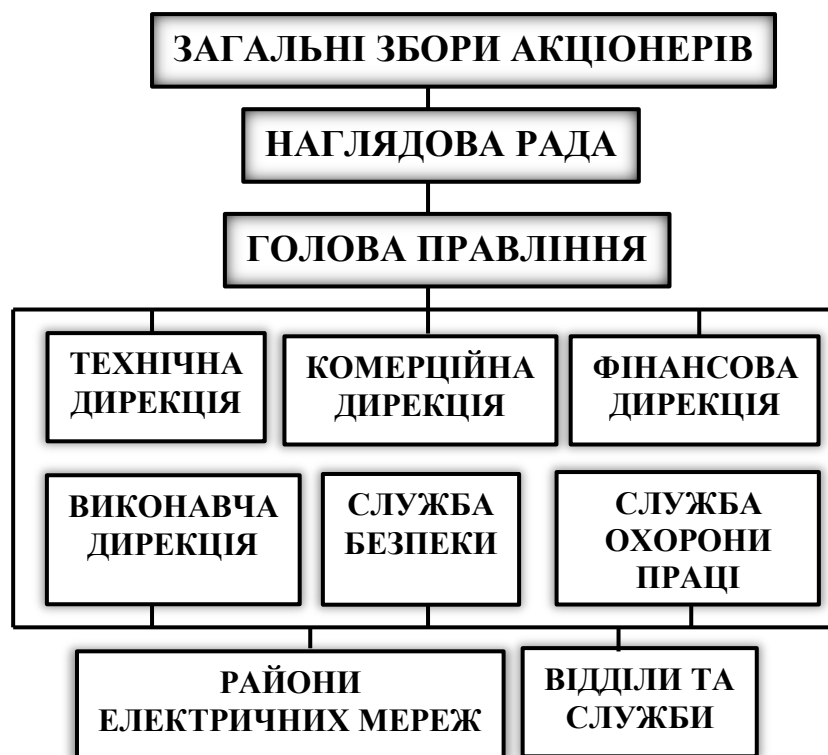 ЗАГАЛЬНІ ЗБОРИ АКЦІОНЕРІВ
НАГЛЯДОВА РАДА
ГОЛОВА ПРАВЛІННЯ
ТЕХНІЧНА
ДИРЕКЦІЯ
КОМЕРЦІЙНА
ДИРЕКЦІЯ
ФІНАНСОВА
ДИРЕКЦІЯ
ВИКОНАВЧА
ДИРЕКЦІЯ
СЛУЖБА
БЕЗПЕКИ
СЛУЖБА
ОХОРОНИ
ПРАЦІ
РАЙОНИ
ЕЛЕКТРИЧНИХ МЕРЕЖ
ВІДДІЛИ ТА
СЛУЖБИ